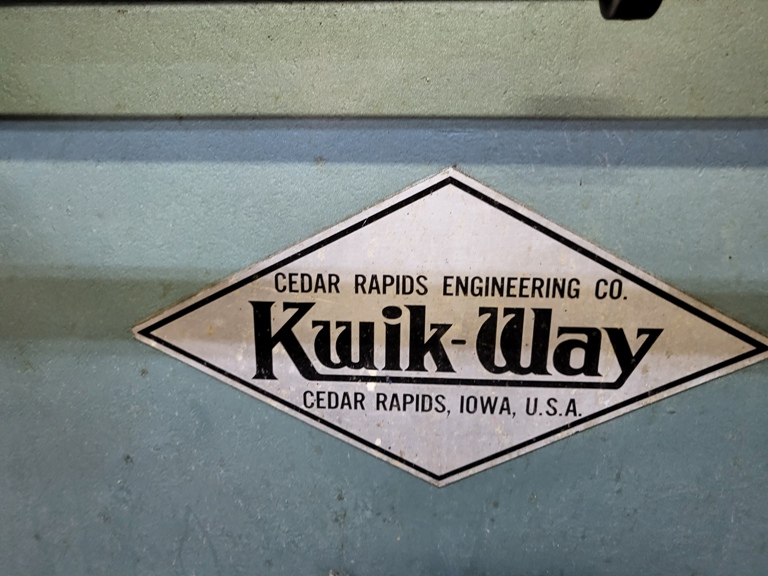 CEDAR RAPIDS ENGINEERING CO.
Kwik-Way
CEDAR RAPIDS, IOWA, U.S.A.